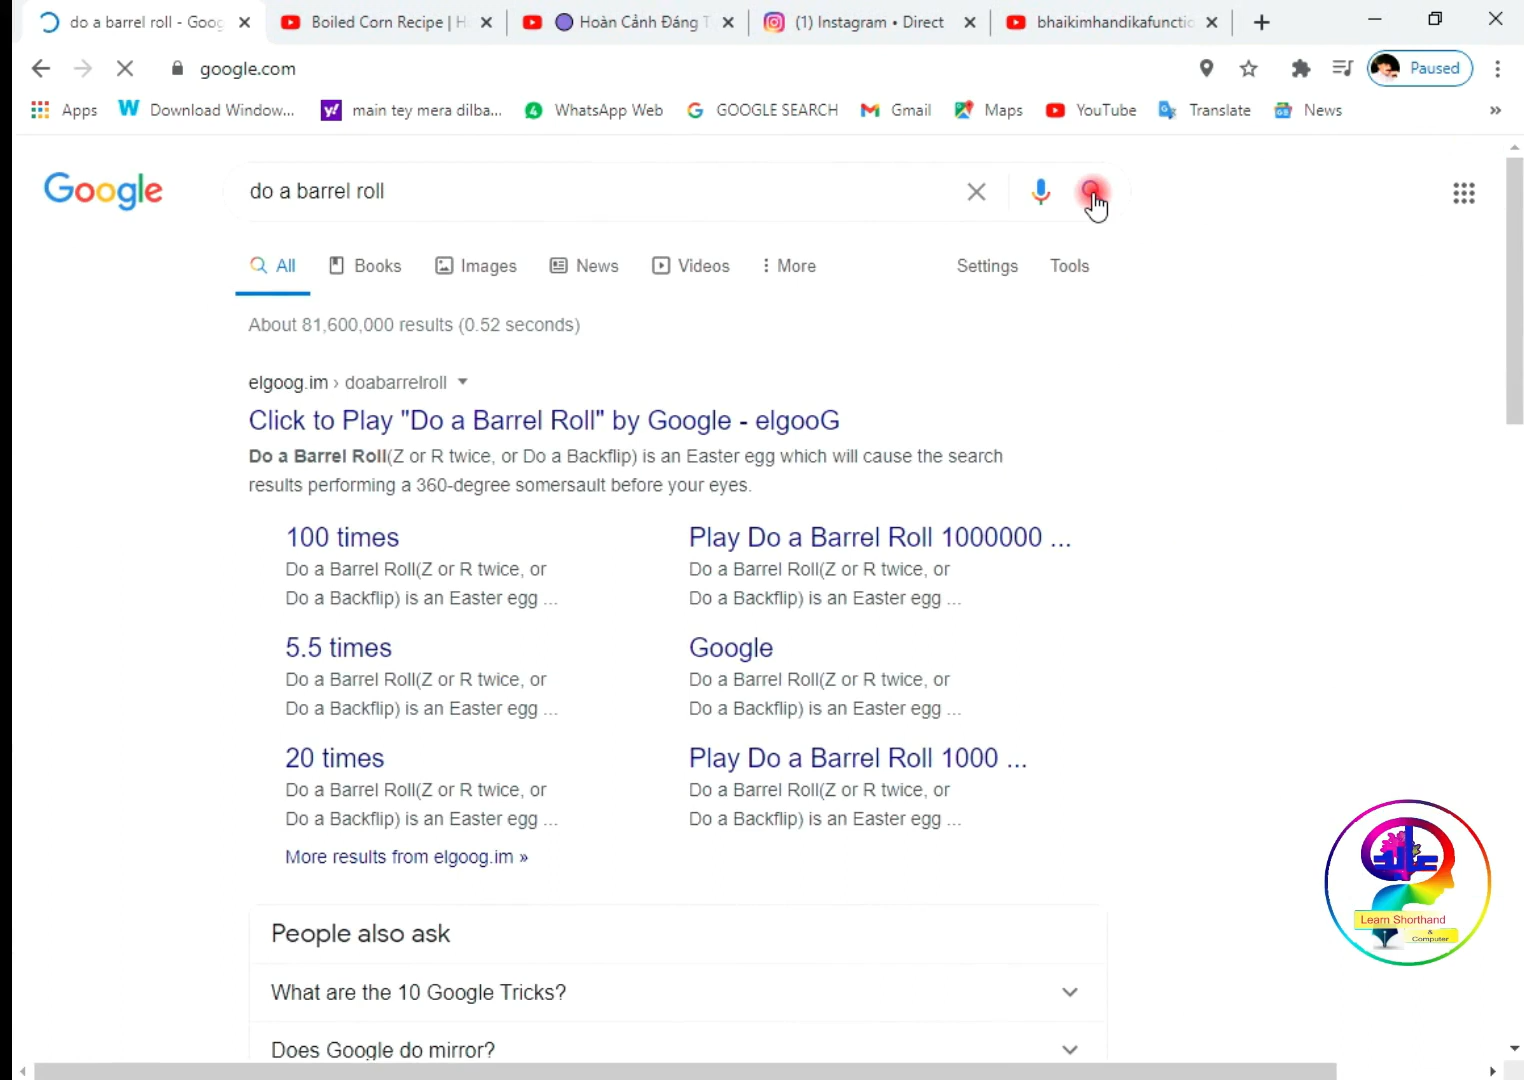 do a barrel roll - Goog
Boiled Corn Recipe | H
Hoàn Cảnh Đáng T
(1) Instagram • Direct
bhaikimhandikafunctio
google.com
Paused
Apps
Download Window...
main tey mera dilba...
WhatsApp Web
GOOGLE SEARCH
Gmail
Maps
YouTube
Translate
News
»
Google
do a barrel roll
All
Books
Images
News
Videos
More
Settings
Tools
About 81,600,000 results (0.52 seconds)
elgoog.im › doabarrelroll
Click to Play "Do a Barrel Roll" by Google - elgooG
Do a Barrel Roll(Z or R twice, or Do a Backflip) is an Easter egg which will cause the search
results performing a 360-degree somersault before your eyes.
100 times
Do a Barrel Roll(Z or R twice, or
Do a Backflip) is an Easter egg ...
Play Do a Barrel Roll 1000000 ...
Do a Barrel Roll(Z or R twice, or
Do a Backflip) is an Easter egg ...
5.5 times
Do a Barrel Roll(Z or R twice, or
Do a Backflip) is an Easter egg ...
Google
Do a Barrel Roll(Z or R twice, or
Do a Backflip) is an Easter egg ...
20 times
Do a Barrel Roll(Z or R twice, or
Do a Backflip) is an Easter egg ...
Play Do a Barrel Roll 1000 ...
Do a Barrel Roll(Z or R twice, or
Do a Backflip) is an Easter egg ...
More results from elgoog.im »
People also ask
What are the 10 Google Tricks?
Does Google do mirror?
Learn Shorthand
&
Computer